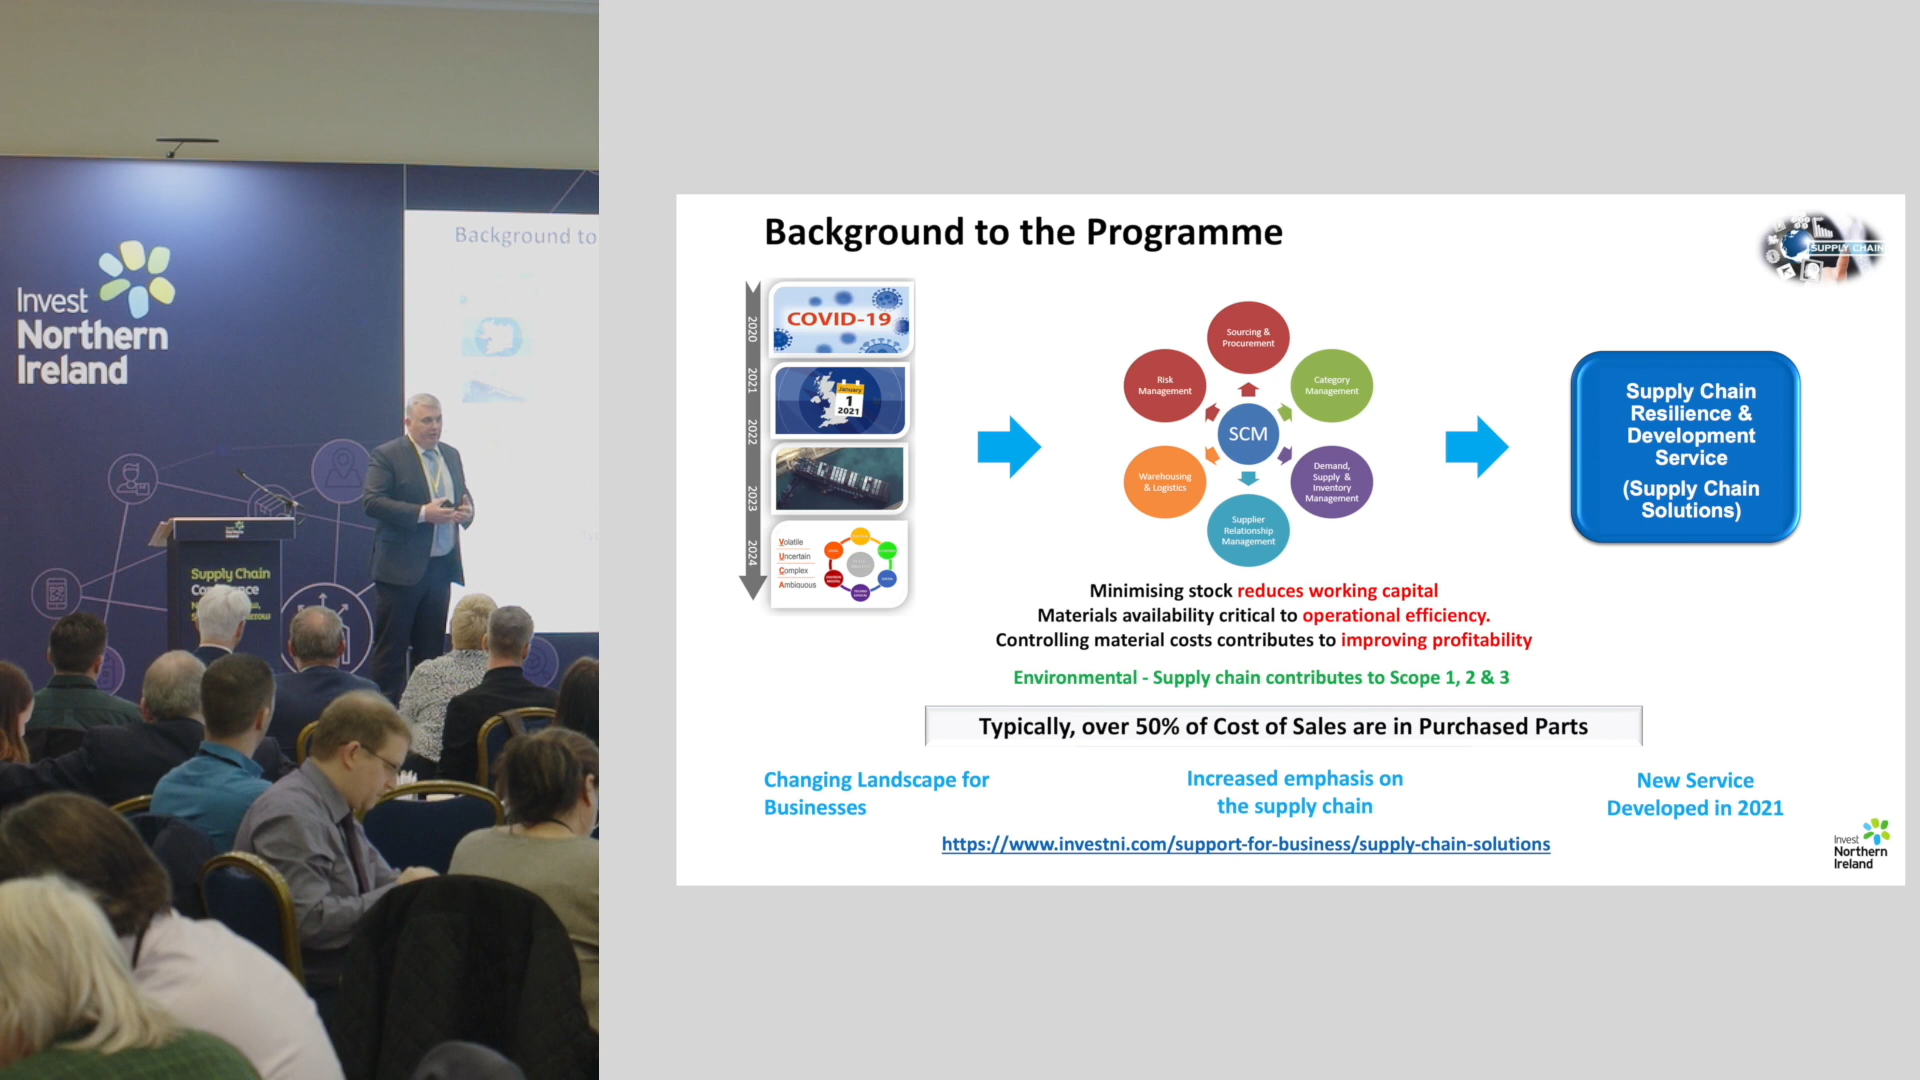 Invest
Northern
Ireland
Background to
Supply Chain
Background to the Programme
SUPPLY CHAIN
2020
2021
2022
2023
2024
COVID-19
January
1
2021
Volatile
Uncertain
Complex
Ambiguous
SCM
Sourcing &
Procurement
Category
Management
Demand,
Supply &
Inventory
Management
Supplier
Relationship
Management
Warehousing
& Logistics
Risk
Management
Supply Chain
Resilience &
Development
Service
(Supply Chain
Solutions)
Minimising stock reduces working capital
Materials availability critical to operational efficiency.
Controlling material costs contributes to improving profitability
Environmental - Supply chain contributes to Scope 1, 2 & 3
Typically, over 50% of Cost of Sales are in Purchased Parts
Changing Landscape for
Businesses
Increased emphasis on
the supply chain
New Service
Developed in 2021
https://www.investni.com/support-for-business/supply-chain-solutions
Invest
Northern
Ireland